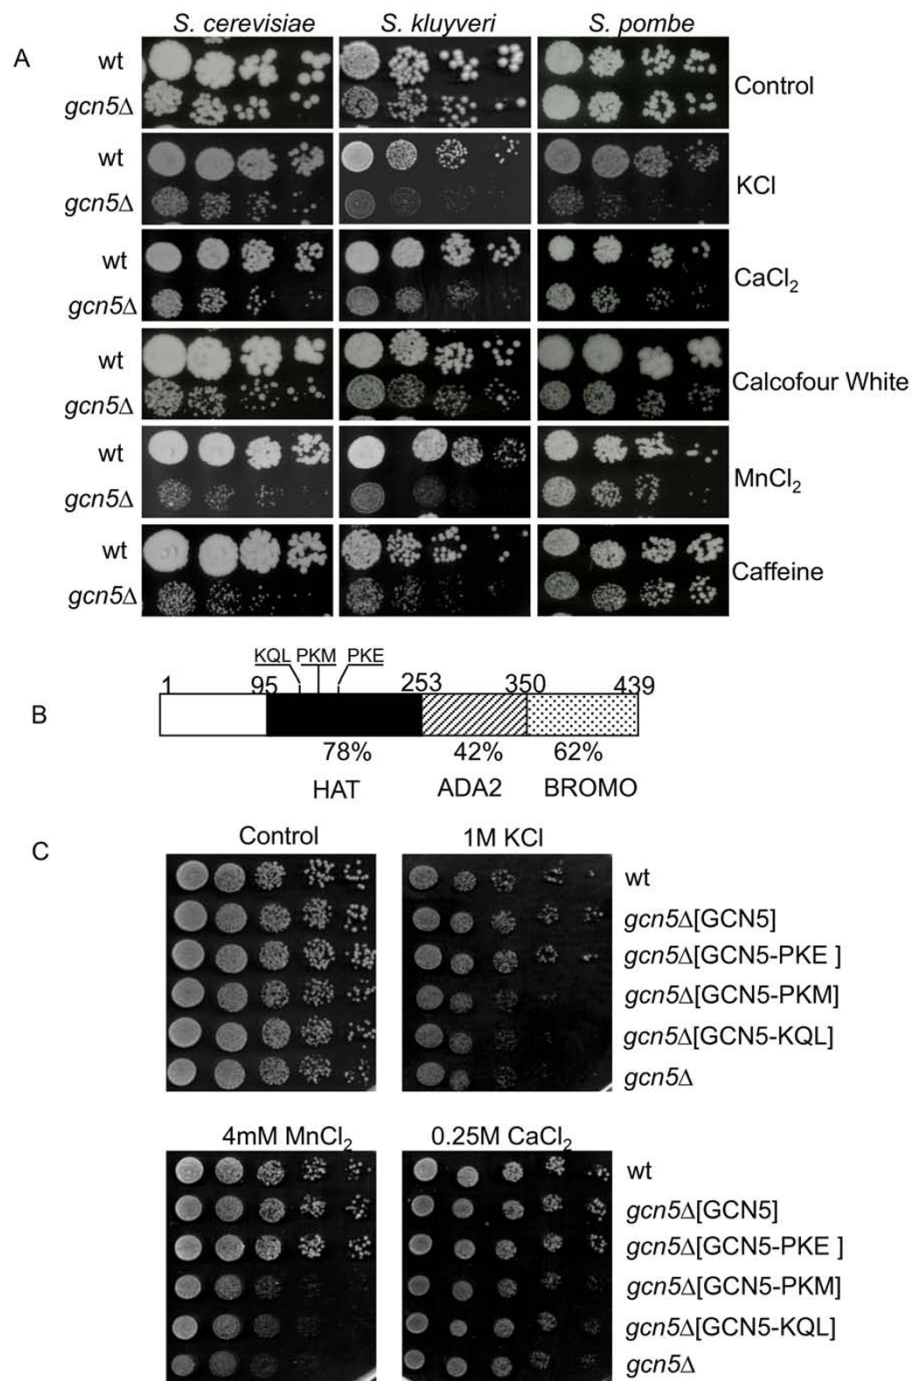 S. cerevisiae S. kluyveri S. pombe
A
wt
gcn5Δ
Control
wt
gcn5Δ
KCl
wt
gcn5Δ
CaCl2
wt
gcn5Δ
Calcofour White
wt
gcn5Δ
MnCl2
wt
gcn5Δ
Caffeine
KQL PKM PKE
1 95 253 350 439
B
78% 42% 62%
HAT ADA2 BROMO
C
Control 1M KCl
wt
gcn5Δ[GCN5]
gcn5Δ[GCN5-PKE ]
gcn5Δ[GCN5-PKM]
gcn5Δ[GCN5-KQL]
gcn5Δ
4mM MnCl2 0.25M CaCl2
wt
gcn5Δ[GCN5]
gcn5Δ[GCN5-PKE ]
gcn5Δ[GCN5-PKM]
gcn5Δ[GCN5-KQL]
gcn5Δ